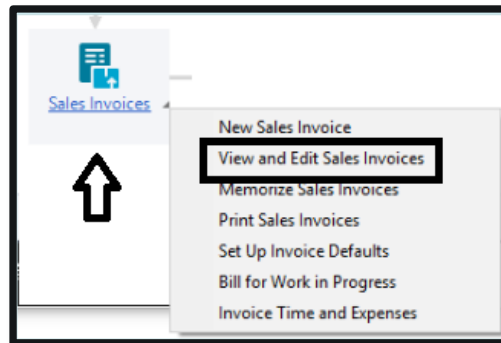 Sales Invoices
New Sales Invoice
View and Edit Sales Invoices
Memorize Sales Invoices
Print Sales Invoices
Set Up Invoice Defaults
Bill for Work in Progress
Invoice Time and Expenses